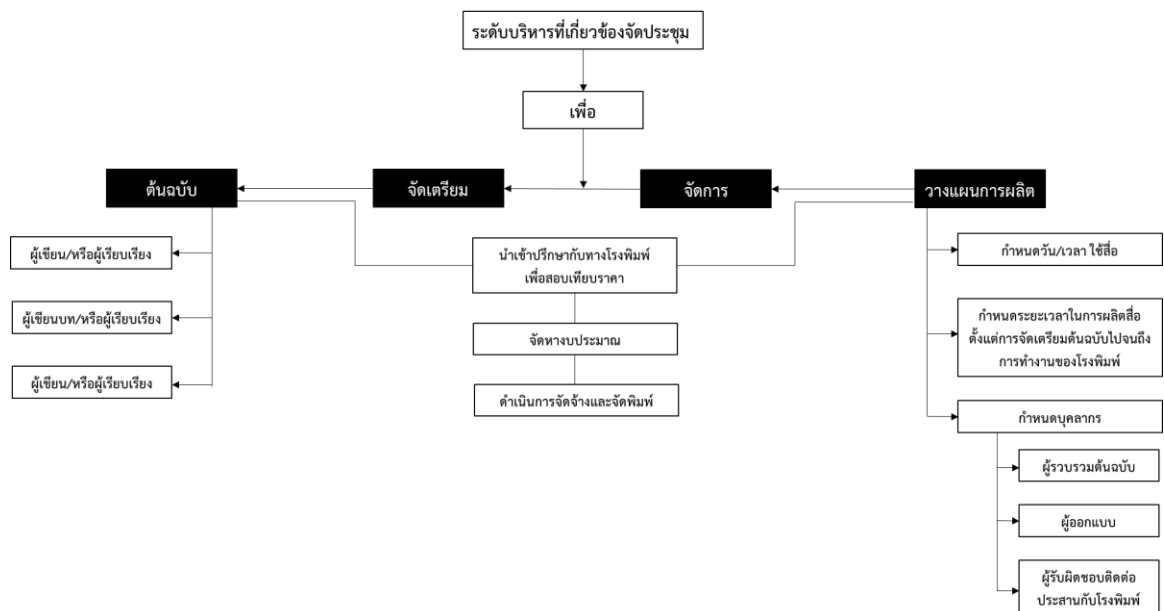 ระดับบริหารที่เกี่ยวข้องจัดประชุม
เพื่อ
ต้นฉบับ
จัดเตรียม
จัดการ
วางแผนการผลิต
ผู้เขียน/หรือผู้เรียบเรียง
ผู้เขียนบท/หรือผู้เรียบเรียง
ผู้เขียน/หรือผู้เรียบเรียง
นำเข้าปรึกษากับทางโรงพิมพ์
เพื่อสอบเทียบราคา
จัดหางบประมาณ
ดำเนินการจัดจ้างและจัดพิมพ์
กำหนดวัน/เวลา ใช้สื่อ
กำหนดระยะเวลาในการผลิตสื่อ
ตั้งแต่การจัดเตรียมต้นฉบับไปจนถึง
การทำงานของโรงพิมพ์
กำหนดบุคลากร
ผู้รวบรวมต้นฉบับ
ผู้ออกแบบ
ผู้รับผิดชอบติดต่อ
ประสานกับโรงพิมพ์